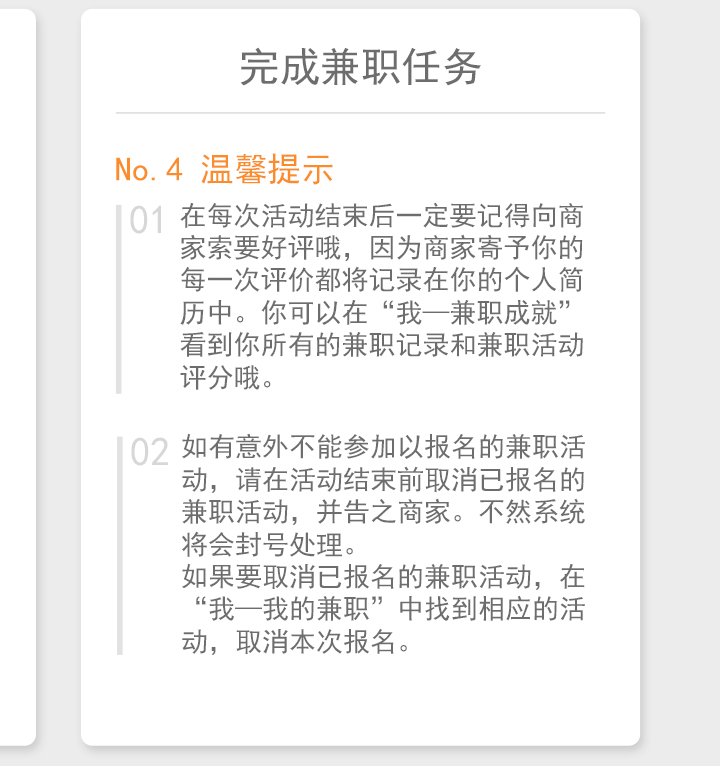 完成兼职任务
No.4 温馨提示
01
在每次活动结束后一定要记得向商
家索要好评哦，因为商家寄予你的
每一次评价都将记录在你的个人简
历中。你可以在“我—兼职成就”
看到你所有的兼职记录和兼职活动
评分哦。
02
如有意外不能参加以报名的兼职活
动，请在活动结束前取消已报名的
兼职活动，并告之商家。不然系统
将会封号处理。
如果要取消已报名的兼职活动，在
“我—我的兼职”中找到相应的活
动，取消本次报名。